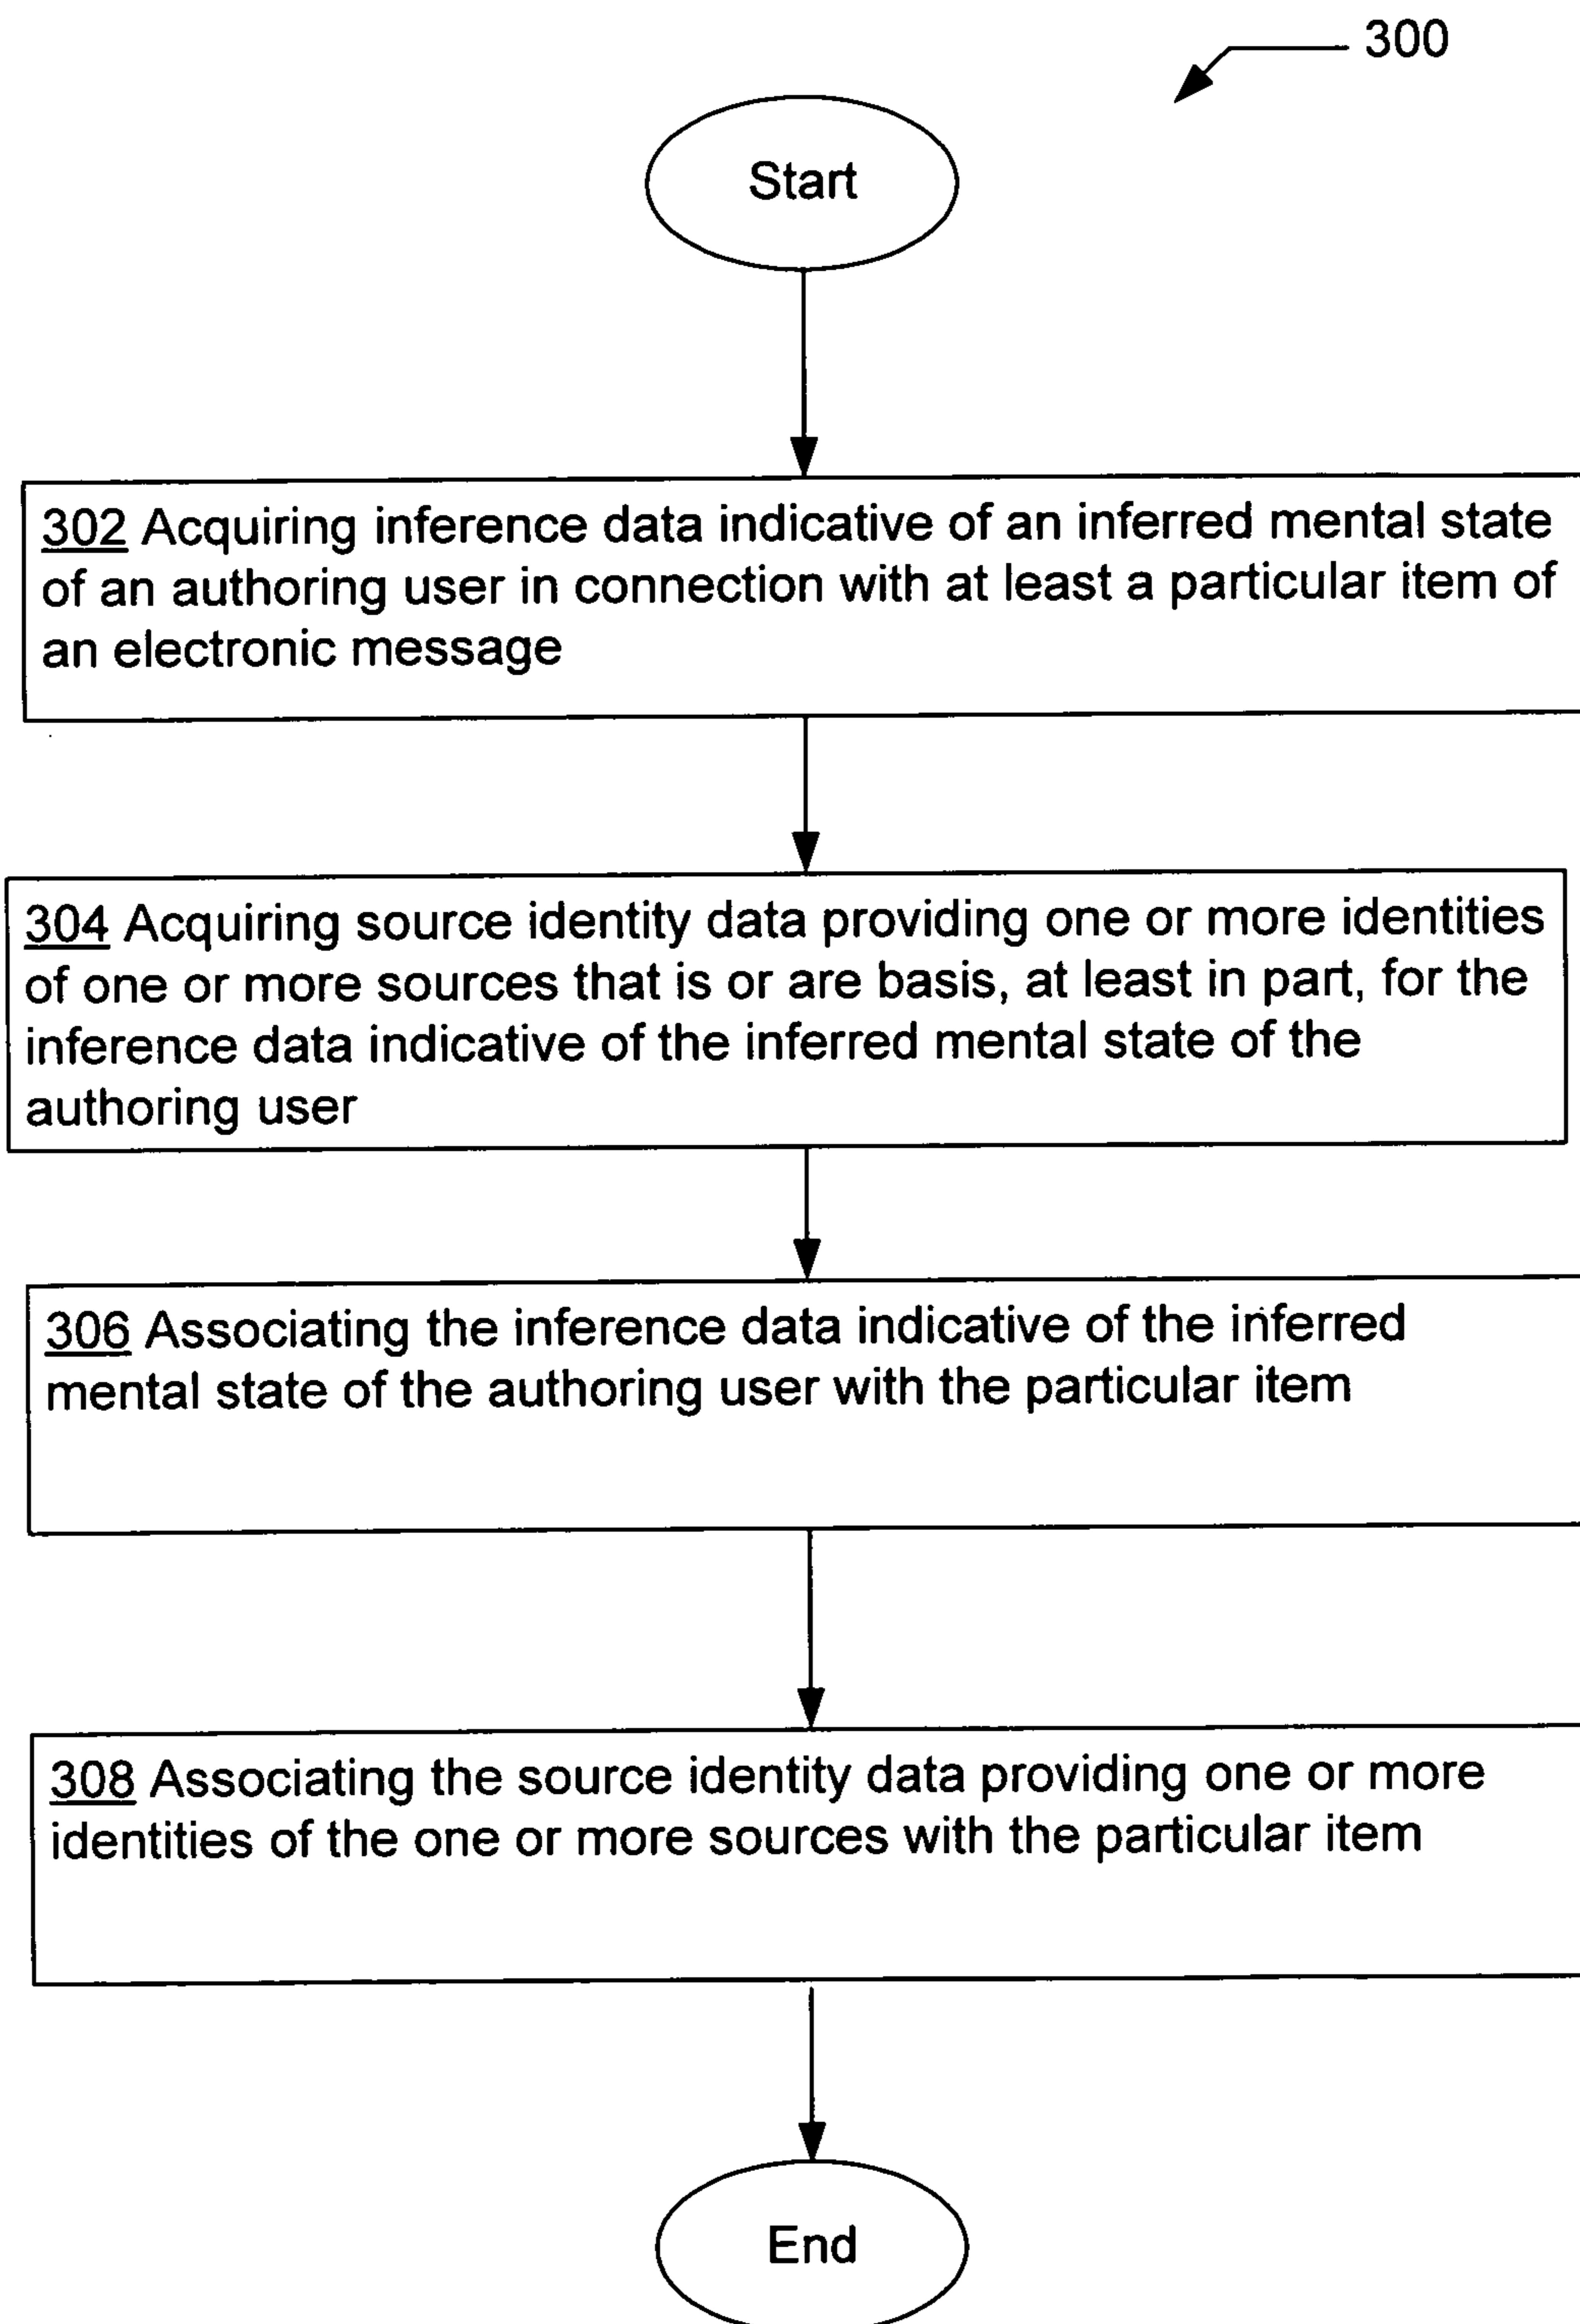 300
Start
302 Acquiring inference data indicative of an inferred mental state
of an authoring user in connection with at least a particular item of
an electronic message
304 Acquiring source identity data providing one or more identities
of one or more sources that is or are basis, at least in part, for the
inference data indicative of the inferred mental state of the
authoring user
306 Associating the inference data indicative of the inferred
mental state of the authoring user with the particular item
308 Associating the source identity data providing one or more
identities of the one or more sources with the particular item
End